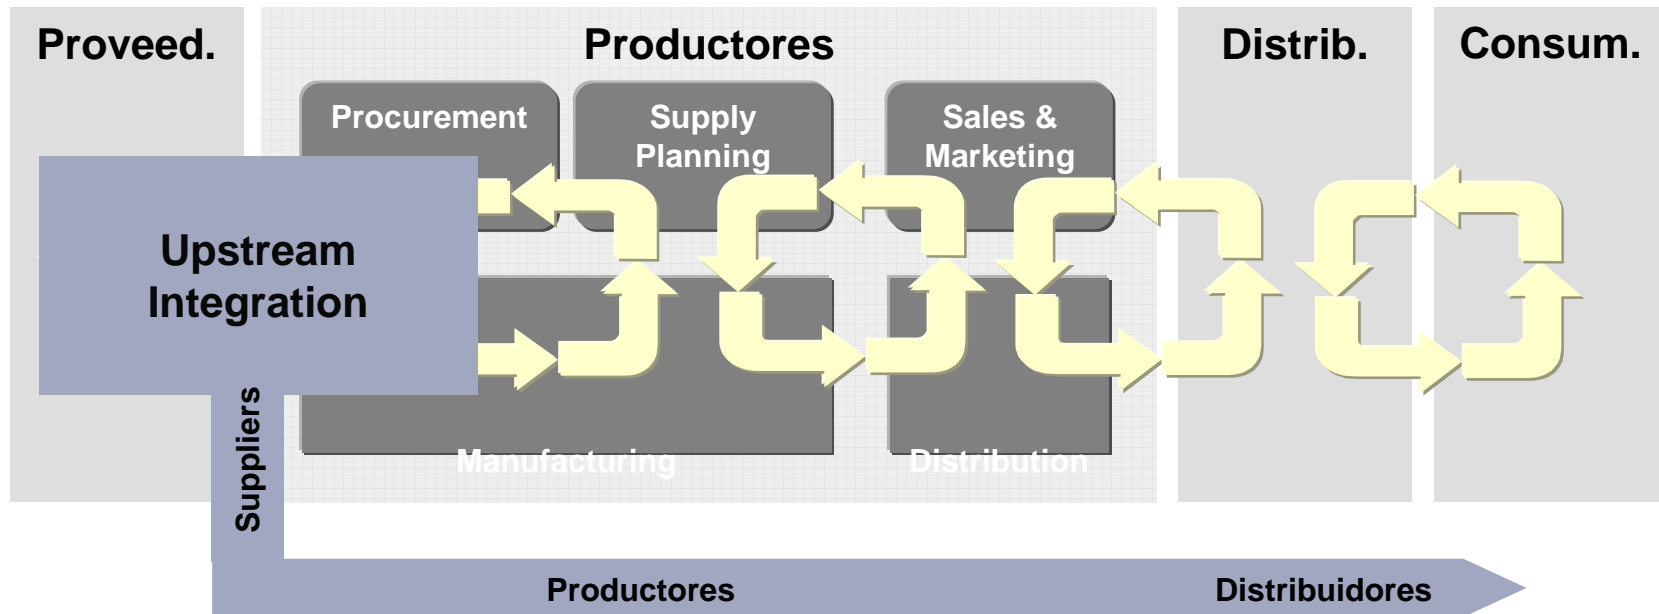 Proveed.
Productores
Distrib.
Consum.
Procurement
Supply
Planning
Sales &
Marketing
Upstream
Integration
Manufacturing
Distribution
Suppliers
Productores
Distribuidores